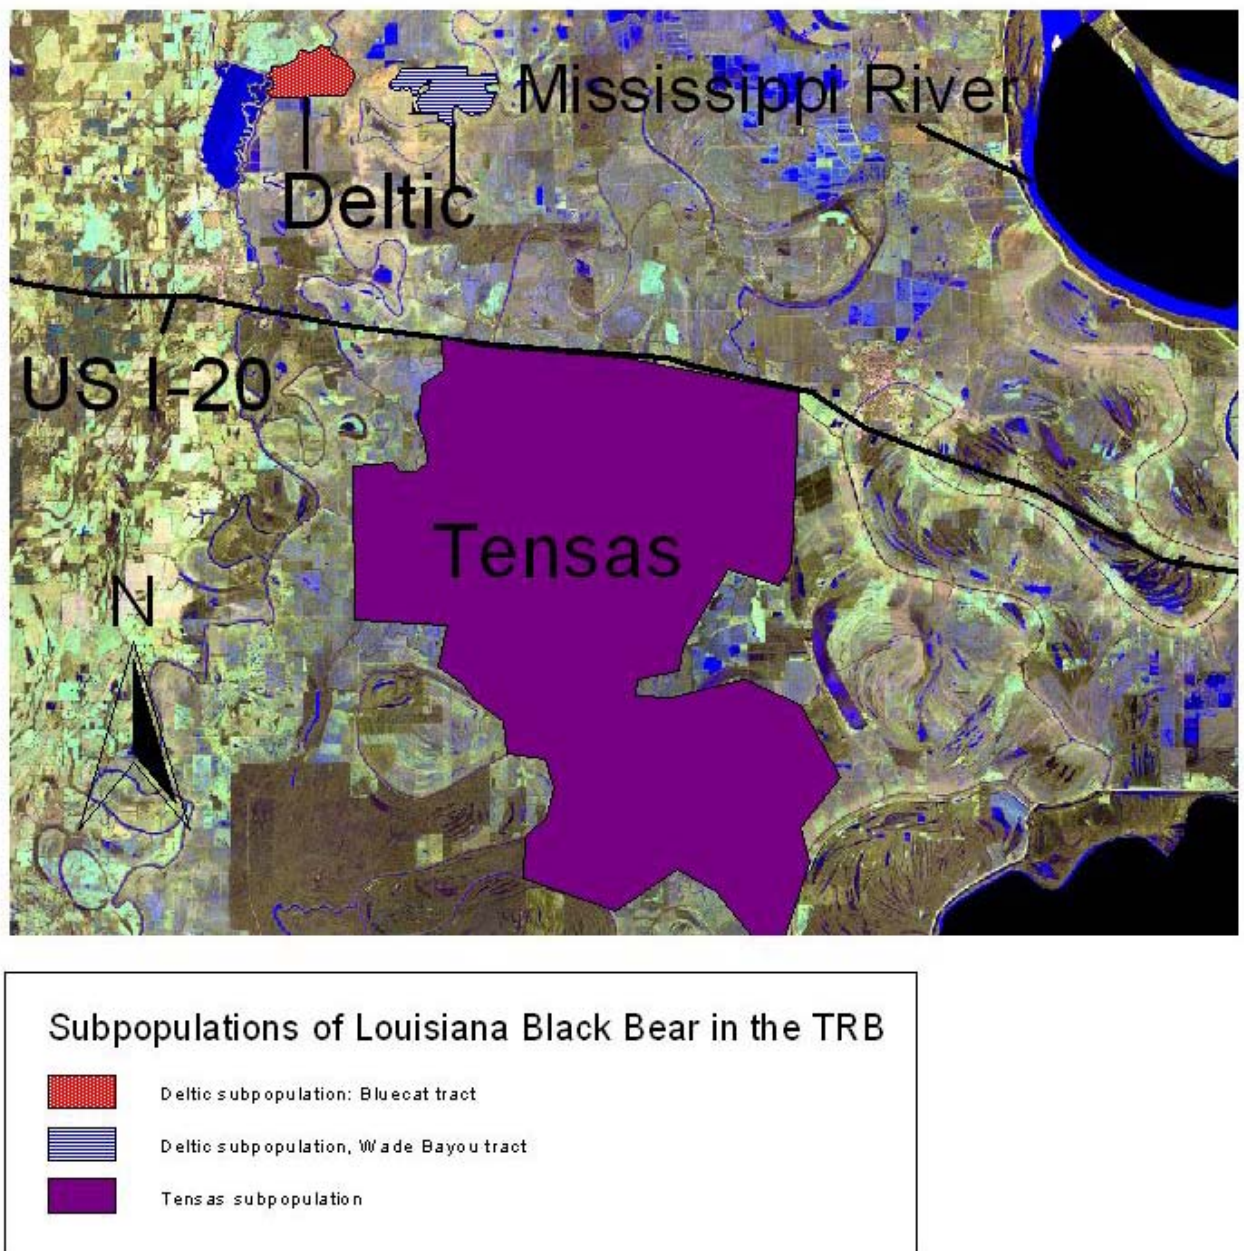 Mississippi River
Deltic
US I-20
Tensas
N
Subpopulations of Louisiana Black Bear in the TRB
Deltic subpopulation: Bluecat tract
Deltic subpopulation, Wade Bayou tract
Tensas subpopulation